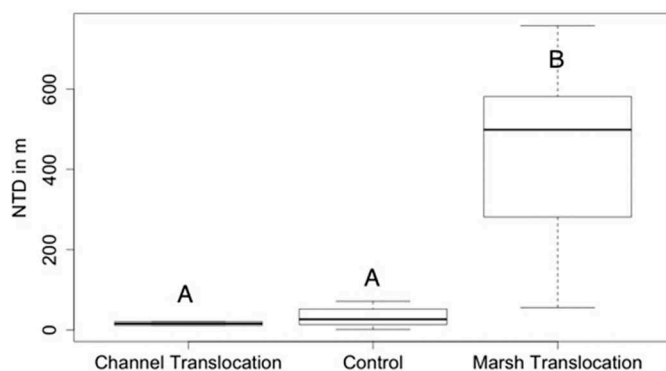 B
600
400
NTD in m
200
A
A
0
Channel Translocation
Control
Marsh Translocation